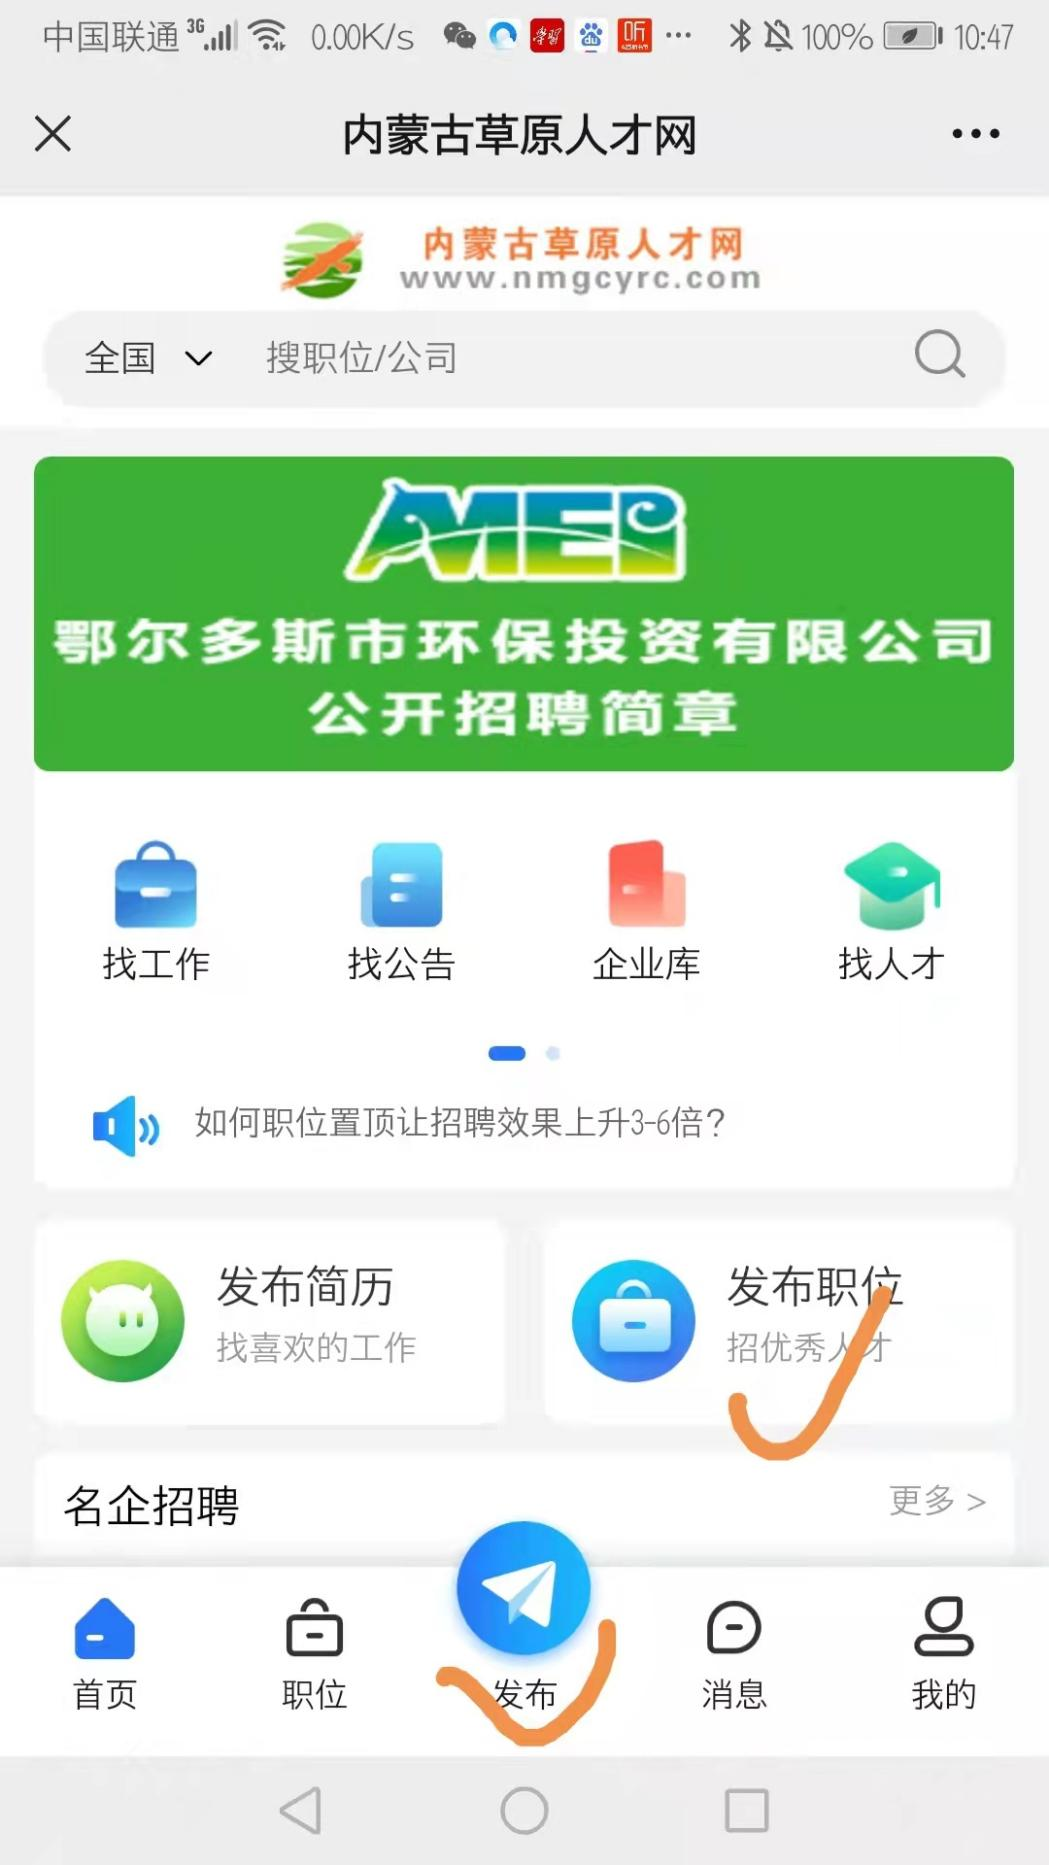 中国联通 3G 0.00K/s 学习 du 听 ... 100% 10:47
内蒙古草原人才网
内蒙古草原人才网
www.nmgcyrc.com
全国 搜职位/公司
AMEI
鄂尔多斯市环保投资有限公司
公开招聘简章
找工作 找公告 企业库 找人才
如何职位置顶让招聘效果上升3-6倍?
发布简历 发布职位
找喜欢的工作 招优秀人才
名企招聘 更多 >
首页 职位 发布 消息 我的